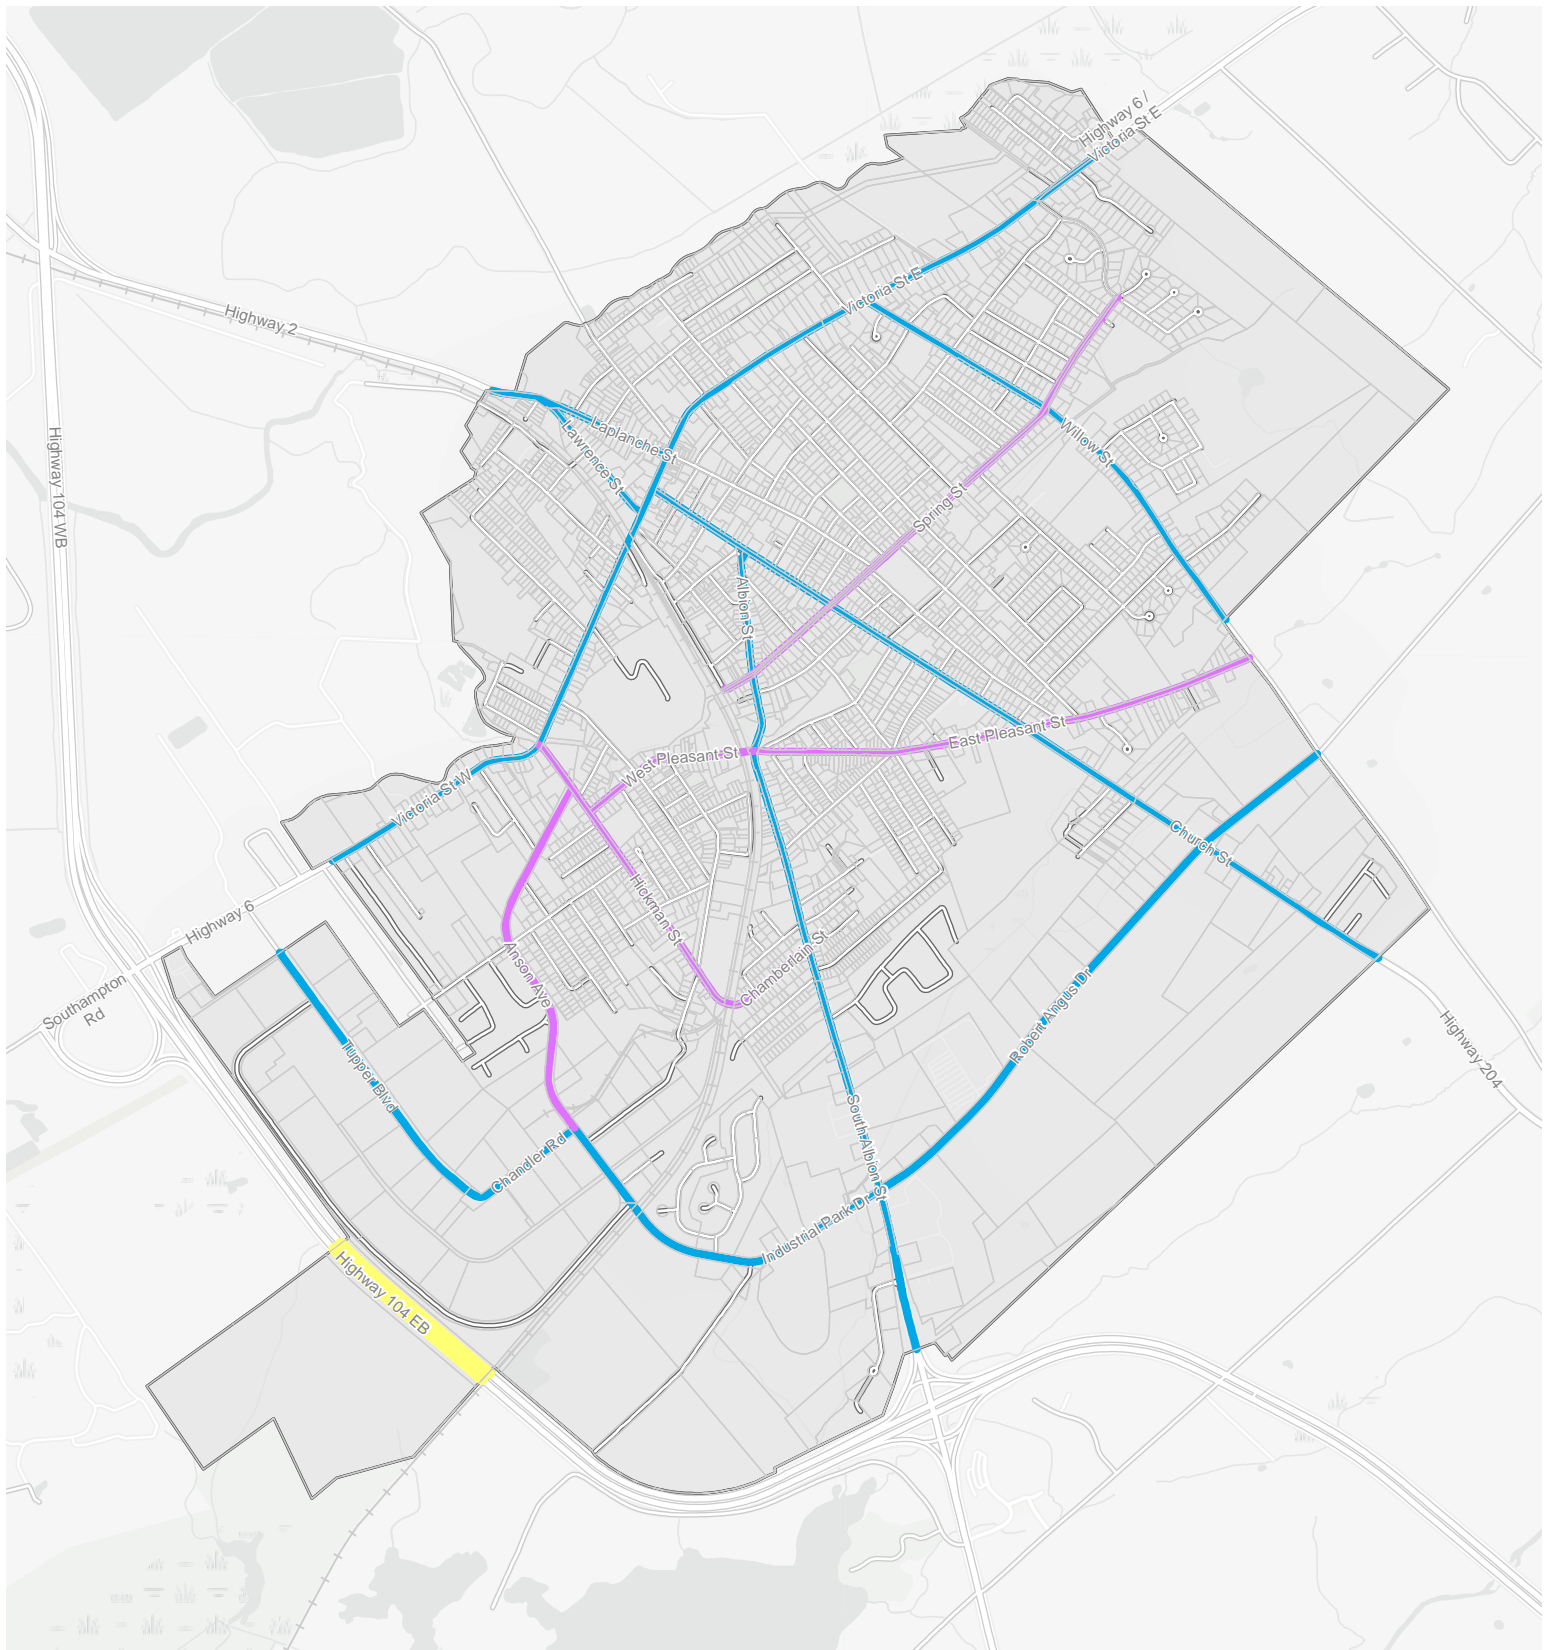 Highway 6 /
Victoria St E
Highway 2
Victoria St E
Laplanche St
Lawrence St
Willow St
Highway 104 WB
Spring St
Albion St
East Pleasant St
West Pleasant St
Victoria St W
Church St
Hickman St
Highway 6
Chamberlain St
Anson Ave
Southampton
Rd
Robert Angus Dr
Highway 204
Tupper Blvd
South Albion St
Chandler Rd
Industrial Park Dr
Highway 104 EB